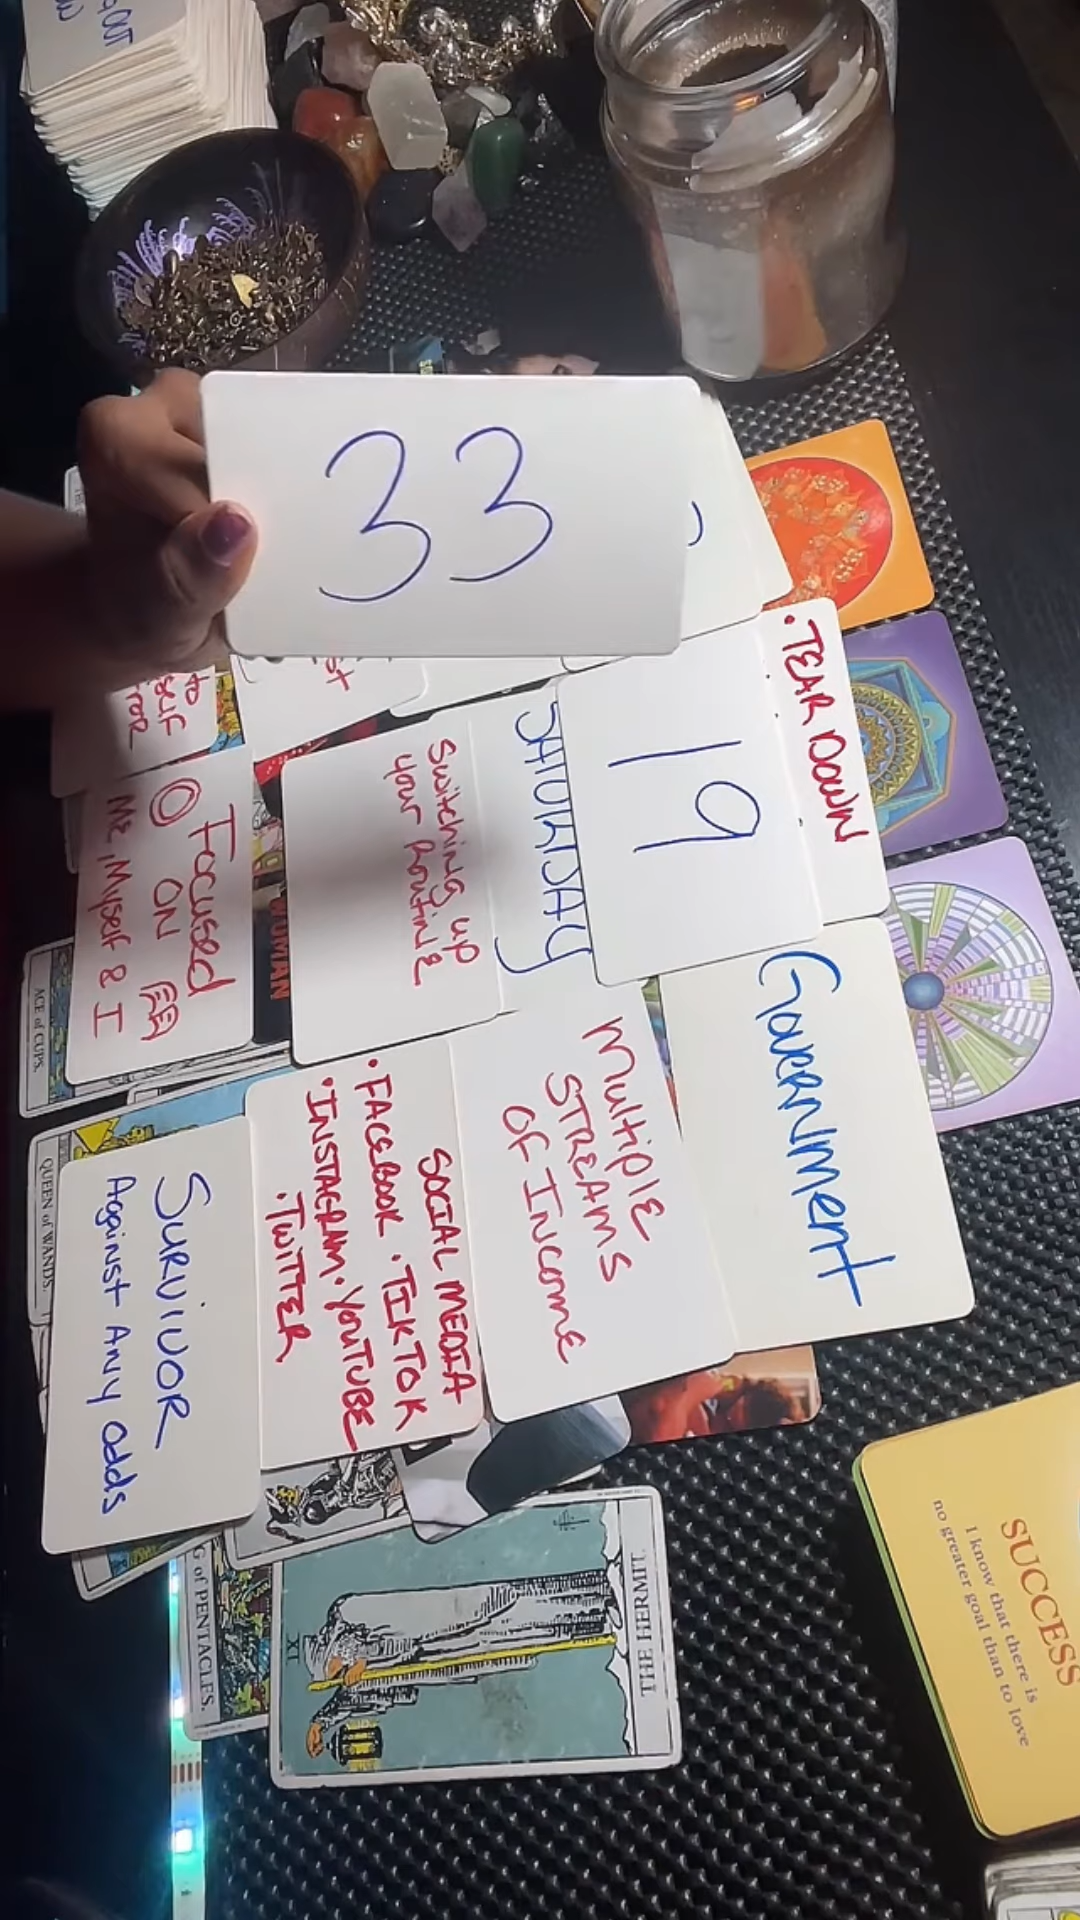 33
19
• TEAR DOWN
SATURDAY
Switching up
your Routine
Focused
ON
ME, Myself & I
WOMAN
Government
Multiple
STREAMS
OF INCOME
SOCIAL MEDIA
• FACEBOOK • TIKTOK
• INSTAGRAM • YOUTUBE
• TWITTER
SURVIVOR
Against Any Odds
ACE of CUPS.
QUEEN of WANDS.
G of PENTACLES.
THE HERMIT.
SUCCESS
I know that there is
no greater goal than to love